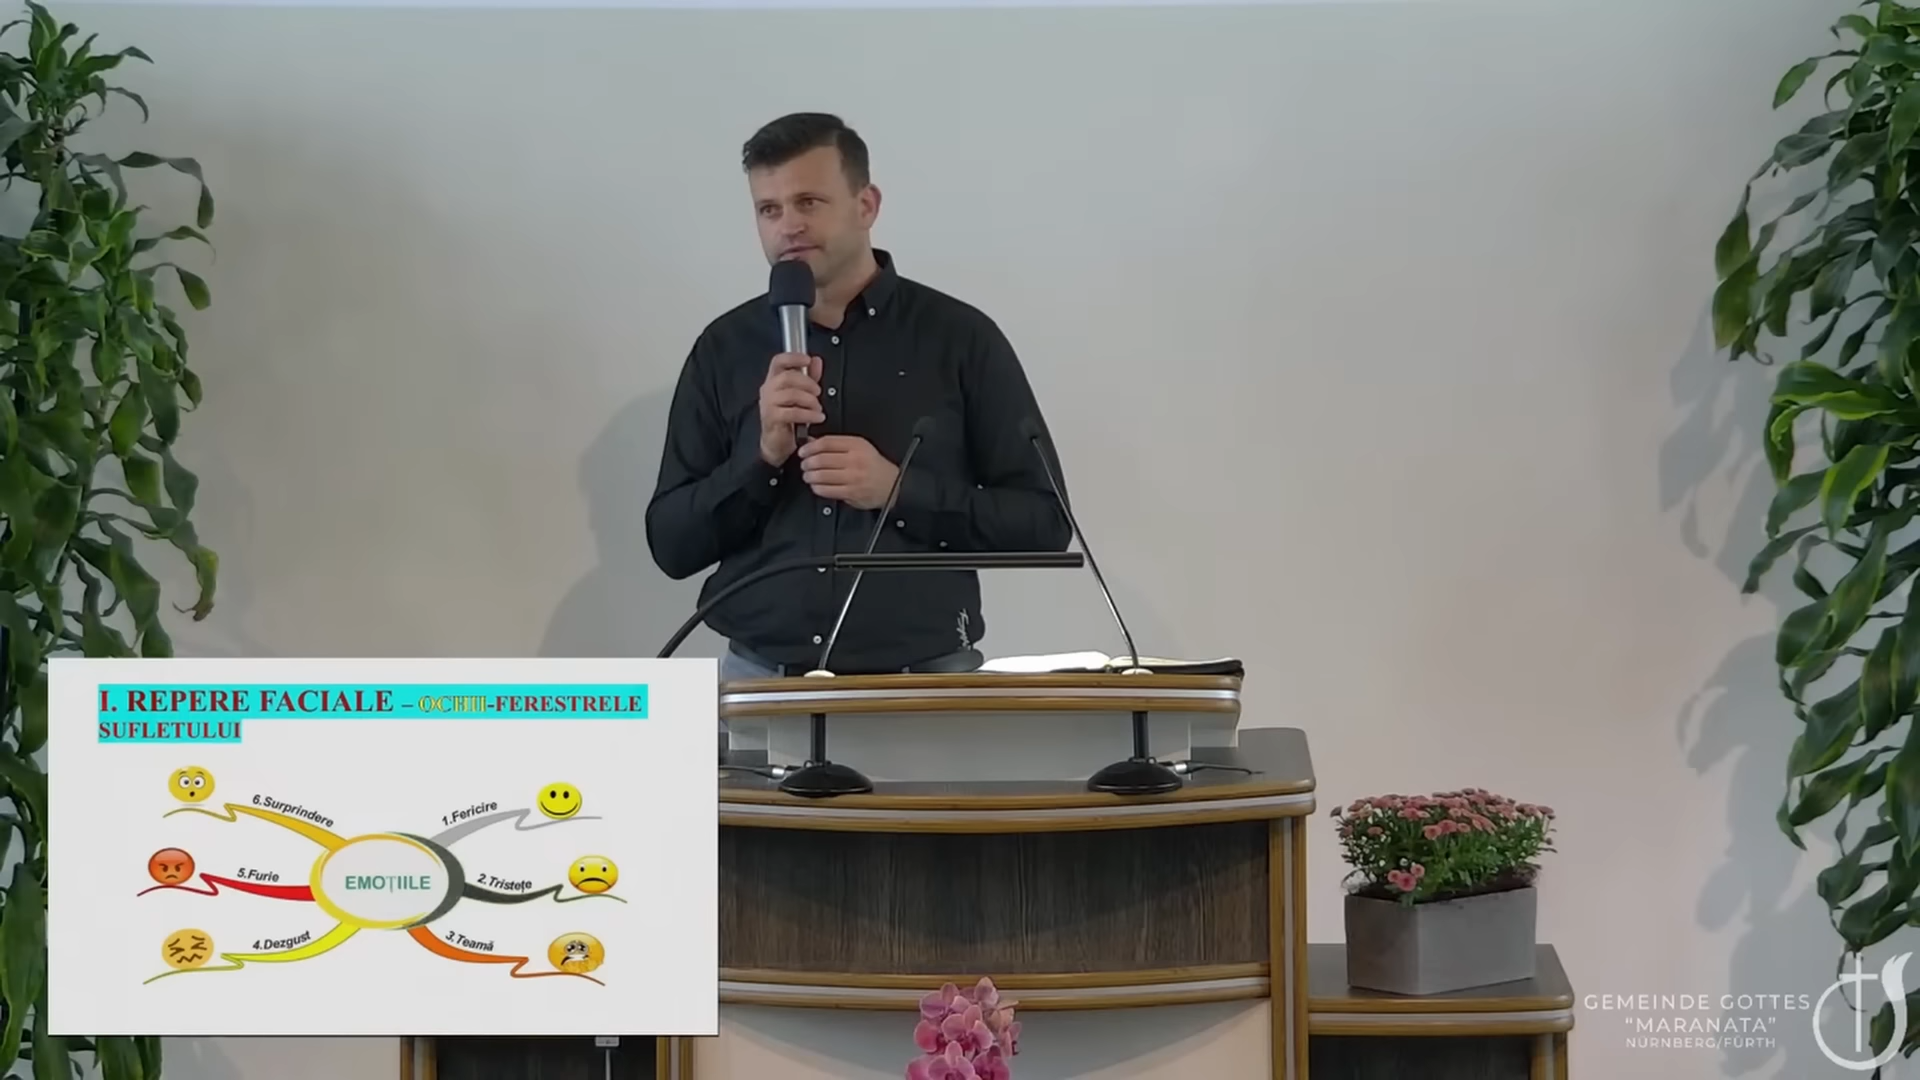 I. REPERE FACIALE – OCHII-FERESTRELE
SUFLETULUI
6.Surprindere
1.Fericire
5.Furie
EMOȚIILE
2.Tristețe
4.Dezgust
3.Teamă
GEMEINDE GOTTES
"MARANATA"
NÜRNBERG/FÜRTH